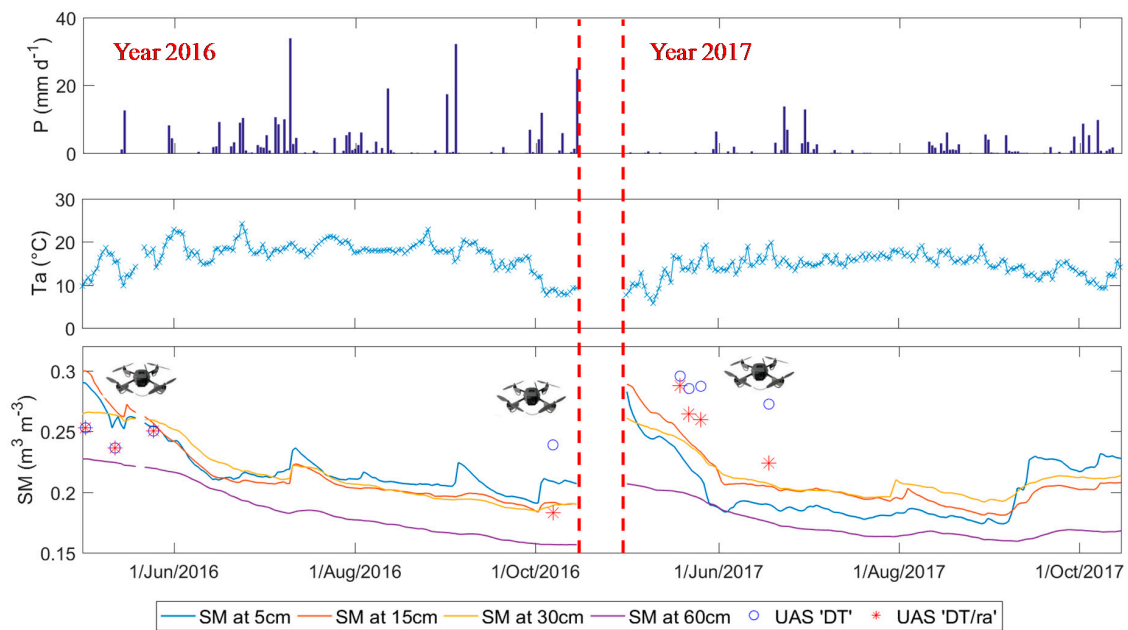 40
20
0
P (mm d⁻¹)
Year 2016
Year 2017
30
20
10
0
Ta (°C)
0.3
0.25
0.2
0.15
SM (m³ m⁻³)
1/Jun/2016 1/Aug/2016 1/Oct/2016 1/Jun/2017 1/Aug/2017 1/Oct/2017
SM at 5cm SM at 15cm SM at 30cm SM at 60cm UAS 'DT' UAS 'DT/ra'